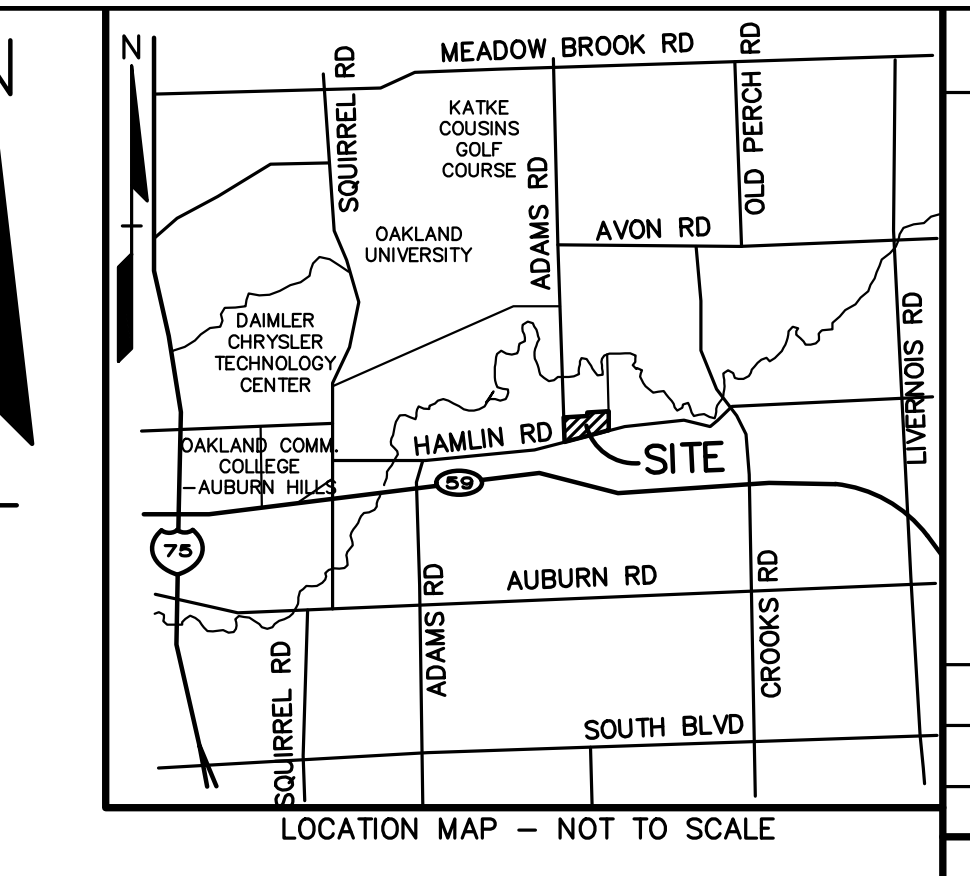 N
N
MEADOW BROOK RD
SQUIRREL RD
OLD PERCH RD
KATKE
COUSINS
GOLF
COURSE
ADAMS RD
AVON RD
OAKLAND
UNIVERSITY
DAIMLER
CHRYSLER
TECHNOLOGY
CENTER
LIVERNOIS RD
OAKLAND COMM.
COLLEGE
-AUBURN HILLS
HAMLIN RD
SITE
59
75
AUBURN RD
ADAMS RD
CROOKS RD
SQUIRREL RD
SOUTH BLVD
LOCATION MAP - NOT TO SCALE